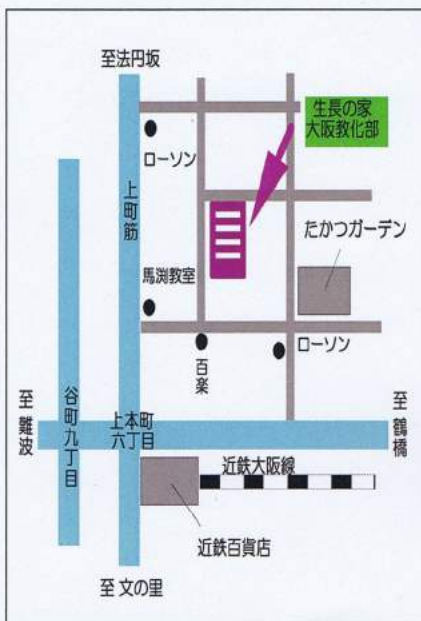 至法円坂
生長の家
大阪教化部
ローソン
上町筋
たかつガーデン
馬渕教室
ローソン
百楽
至難波
谷町九丁目
上本町
六丁目
至鶴橋
近鉄大阪線
近鉄百貨店
至 文の里